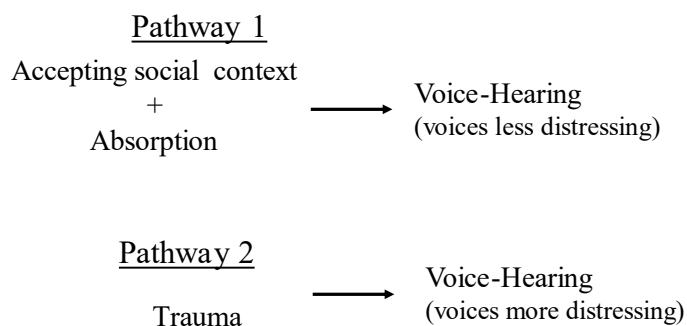 Pathway 1
Accepting social context
+
Absorption
Voice-Hearing
(voices less distressing)
Pathway 2
Trauma
Voice-Hearing
(voices more distressing)